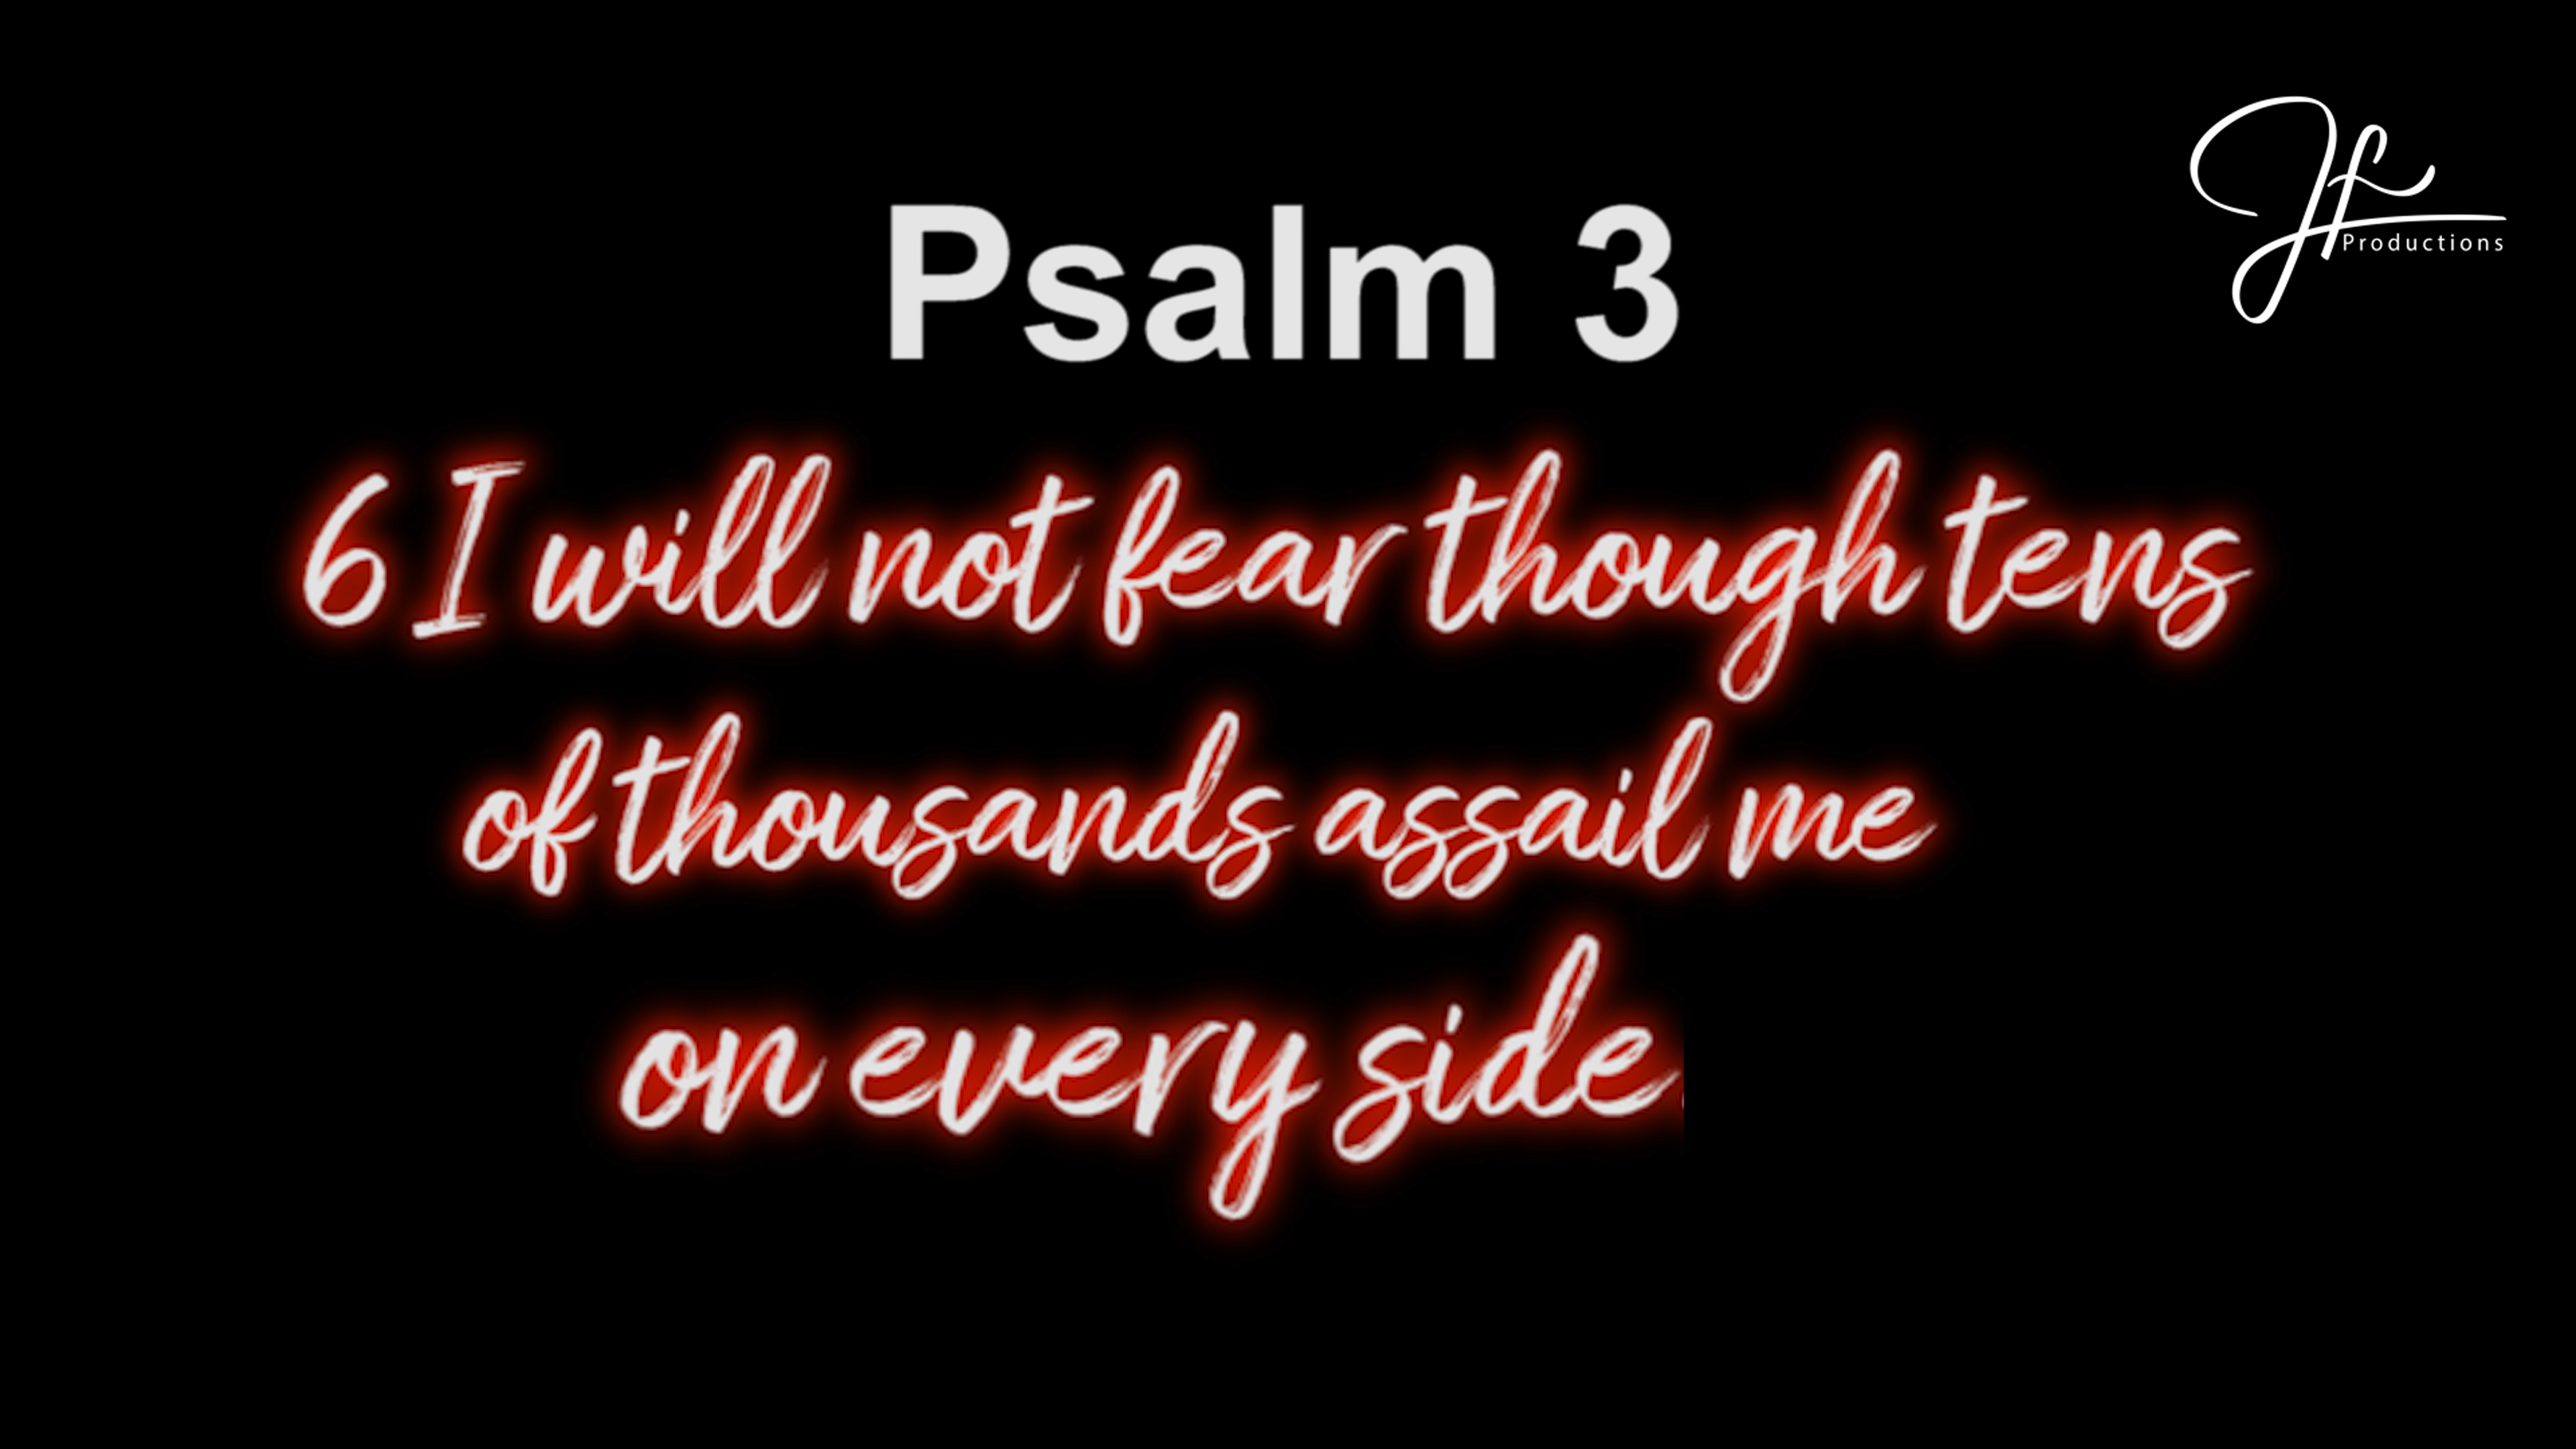 Psalm 3
Productions
6 I will not fear though tens
of thousands assail me
on every side